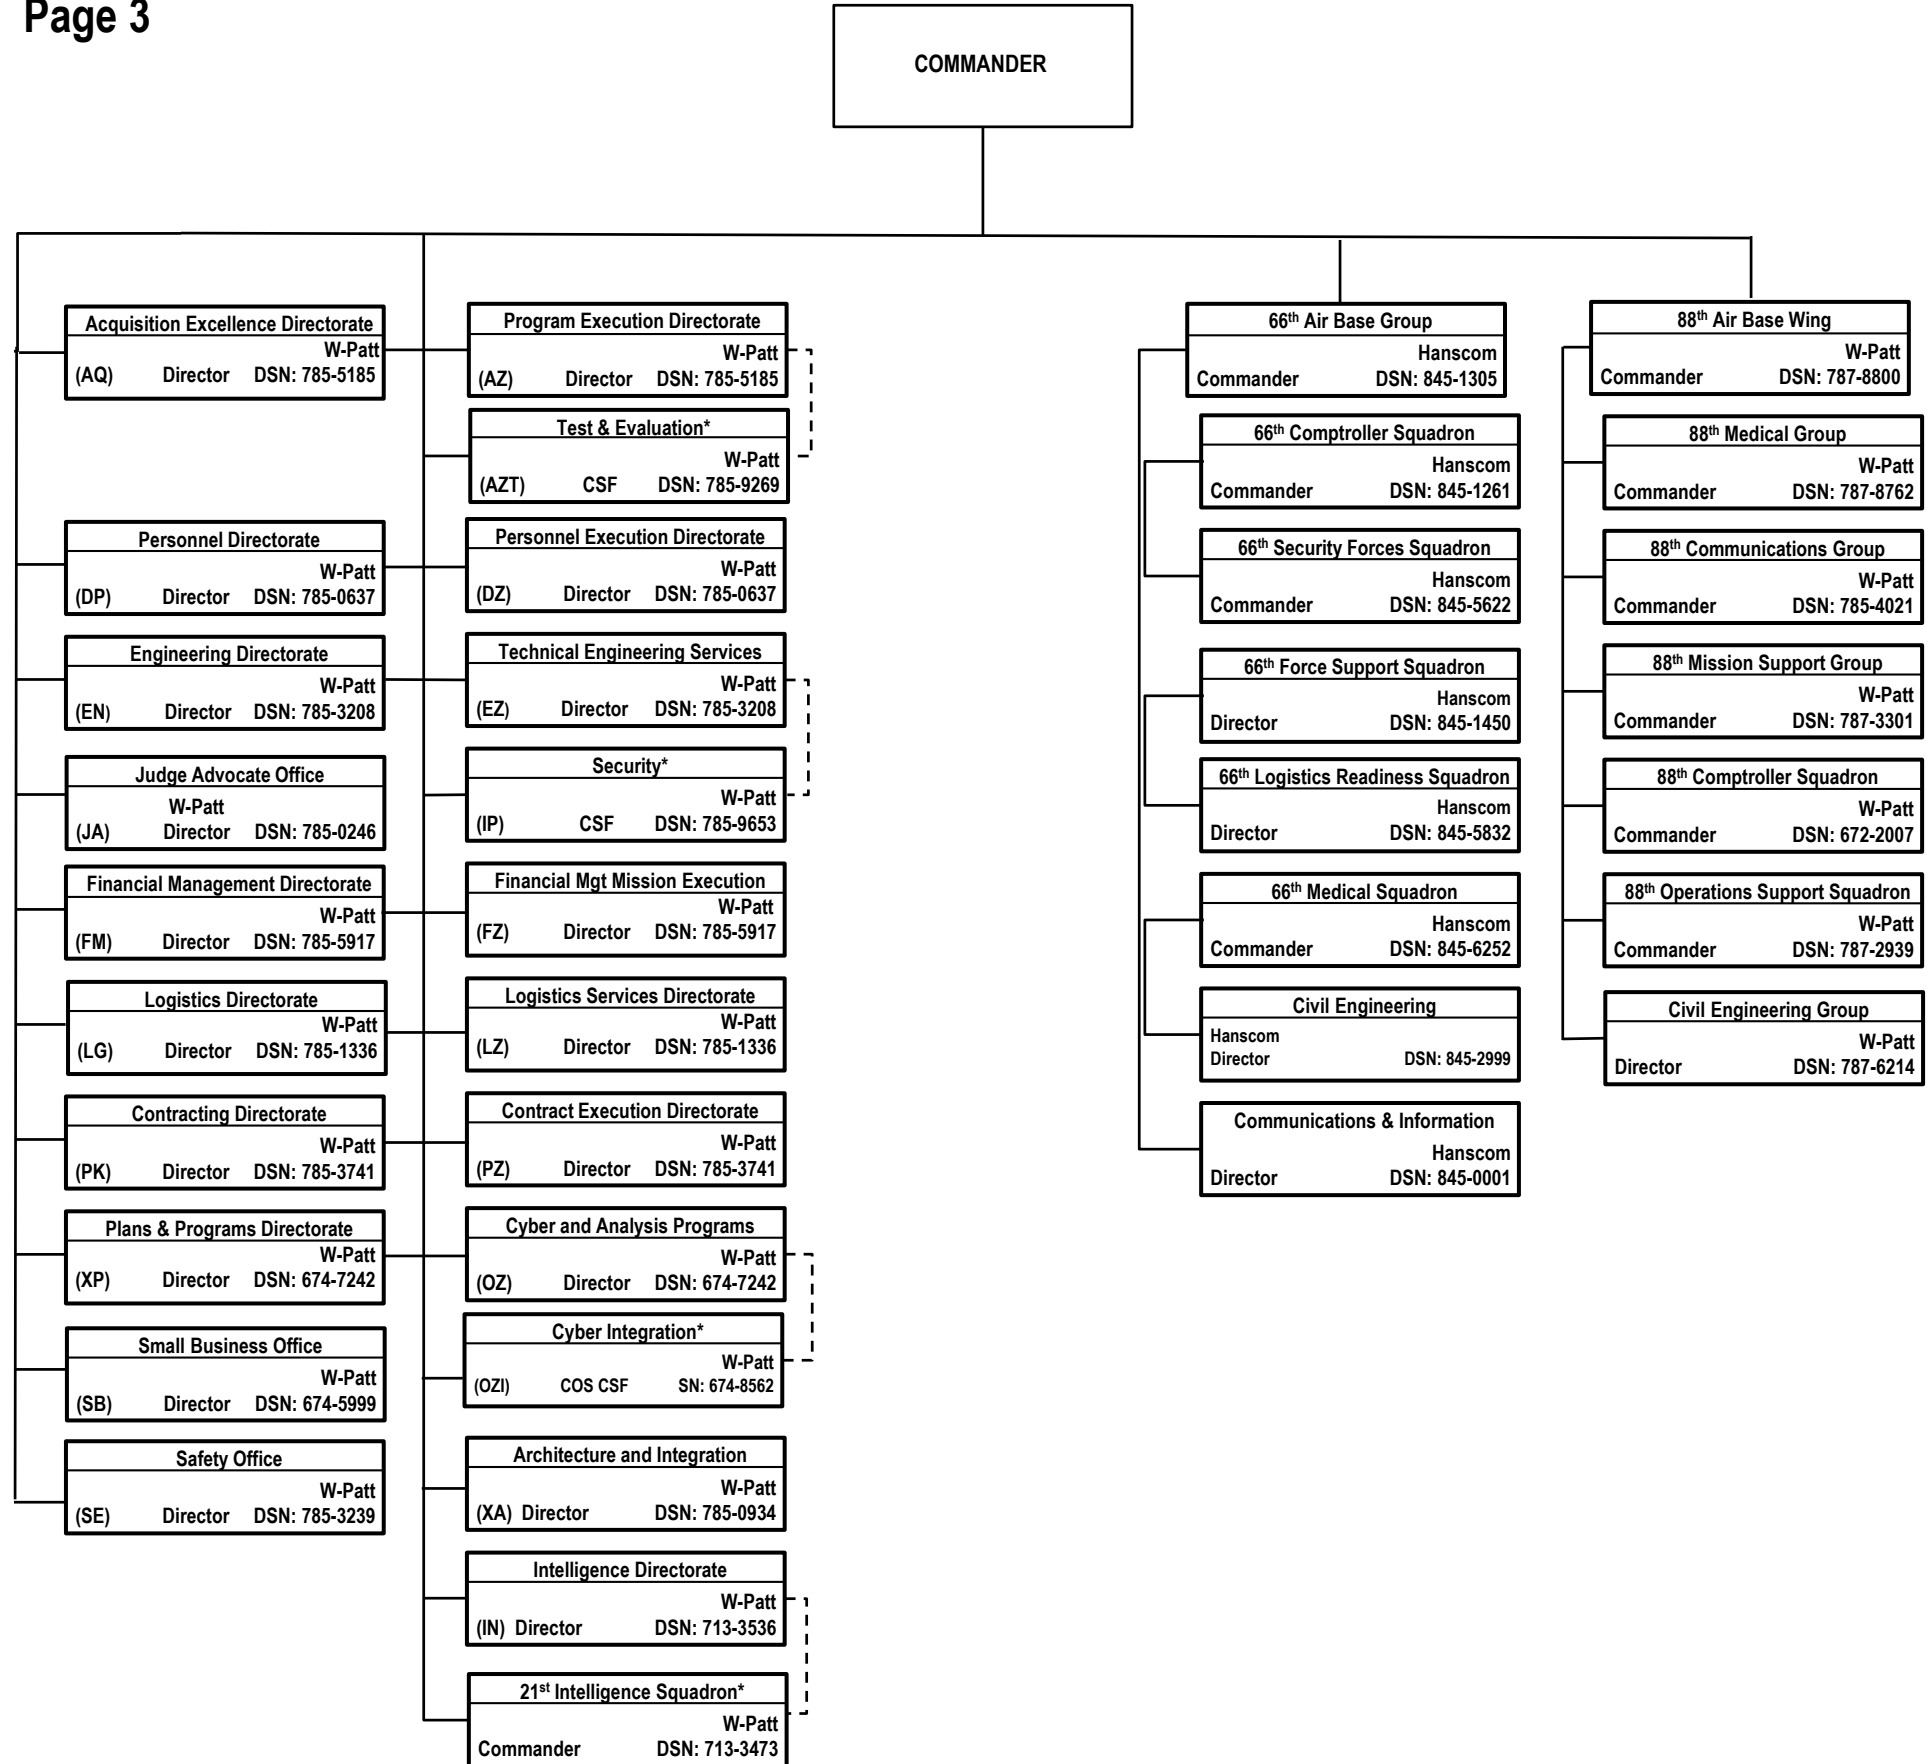 Page 3
COMMANDER
Acquisition Excellence Directorate
W-Patt
(AQ) Director DSN: 785-5185
Personnel Directorate
W-Patt
(DP) Director DSN: 785-0637
Engineering Directorate
W-Patt
(EN) Director DSN: 785-3208
Judge Advocate Office
W-Patt
(JA) Director DSN: 785-0246
Financial Management Directorate
W-Patt
(FM) Director DSN: 785-5917
Logistics Directorate
W-Patt
(LG) Director DSN: 785-1336
Contracting Directorate
W-Patt
(PK) Director DSN: 785-3741
Plans & Programs Directorate
W-Patt
(XP) Director DSN: 674-7242
Small Business Office
W-Patt
(SB) Director DSN: 674-5999
Safety Office
W-Patt
(SE) Director DSN: 785-3239
Program Execution Directorate
W-Patt
(AZ) Director DSN: 785-5185
Test & Evaluation*
W-Patt
(AZT) CSF DSN: 785-9269
Personnel Execution Directorate
W-Patt
(DZ) Director DSN: 785-0637
Technical Engineering Services
W-Patt
(EZ) Director DSN: 785-3208
Security*
W-Patt
(IP) CSF DSN: 785-9653
Financial Mgt Mission Execution
W-Patt
(FZ) Director DSN: 785-5917
Logistics Services Directorate
W-Patt
(LZ) Director DSN: 785-1336
Contract Execution Directorate
W-Patt
(PZ) Director DSN: 785-3741
Cyber and Analysis Programs
W-Patt
(OZ) Director DSN: 674-7242
Cyber Integration*
W-Patt
(OZI) COS CSF SN: 674-8562
Architecture and Integration
W-Patt
(XA) Director DSN: 785-0934
Intelligence Directorate
W-Patt
(IN) Director DSN: 713-3536
21st Intelligence Squadron*
W-Patt
Commander DSN: 713-3473
66th Air Base Group
Hanscom
Commander DSN: 845-1305
66th Comptroller Squadron
Hanscom
Commander DSN: 845-1261
66th Security Forces Squadron
Hanscom
Commander DSN: 845-5622
66th Force Support Squadron
Hanscom
Director DSN: 845-1450
66th Logistics Readiness Squadron
Hanscom
Director DSN: 845-5832
66th Medical Squadron
Hanscom
Commander DSN: 845-6252
Civil Engineering
Hanscom
Director DSN: 845-2999
Communications & Information
Hanscom
Director DSN: 845-0001
88th Air Base Wing
W-Patt
Commander DSN: 787-8800
88th Medical Group
W-Patt
Commander DSN: 787-8762
88th Communications Group
W-Patt
Commander DSN: 785-4021
88th Mission Support Group
W-Patt
Commander DSN: 787-3301
88th Comptroller Squadron
W-Patt
Commander DSN: 672-2007
88th Operations Support Squadron
W-Patt
Commander DSN: 787-2939
Civil Engineering Group
W-Patt
Director DSN: 787-6214